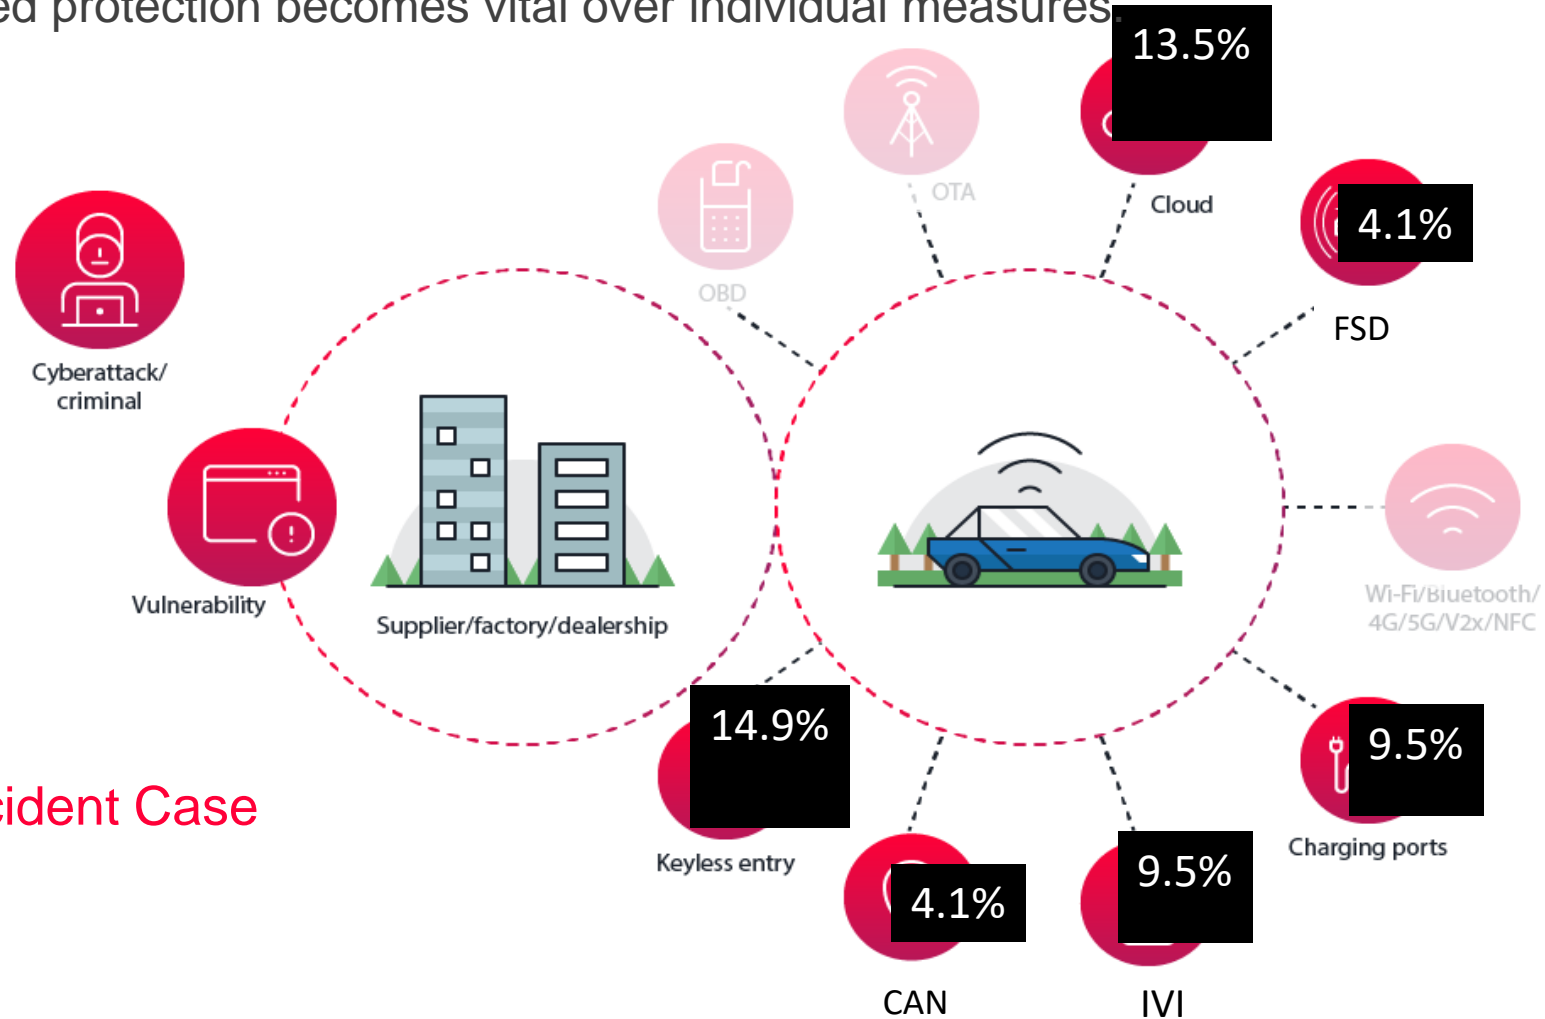 ed protection becomes vital over individual measures.
13.5%
OTA
Cloud
4.1%
FSD
OBD
Cyberattack/
criminal
Vulnerability
Supplier/factory/dealership
Wi-Fi/Bluetooth/
4G/5G/V2x/NFC
14.9%
Keyless entry
9.5%
Charging ports
cident Case
4.1%
CAN
9.5%
IVI